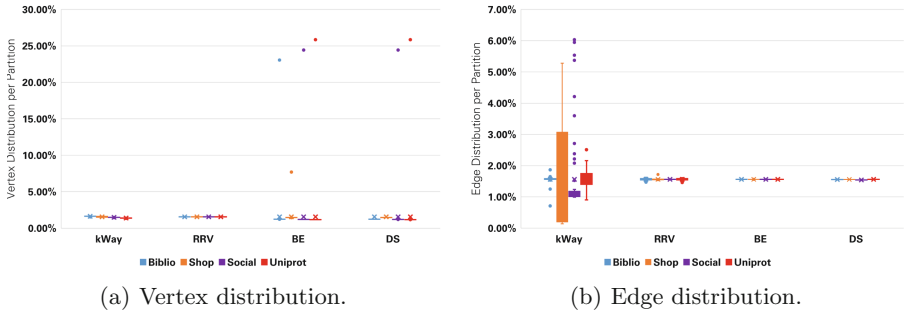 30.00%
25.00%
20.00%
15.00%
10.00%
5.00%
0.00%
Vertex Distribution per Partition
kWay RRV BE DS
Biblio Shop Social Uniprot
(a) Vertex distribution.
7.00%
6.00%
5.00%
4.00%
3.00%
2.00%
1.00%
0.00%
Edge Distribution per Partition
kWay RRV BE DS
Biblio Shop Social Uniprot
(b) Edge distribution.